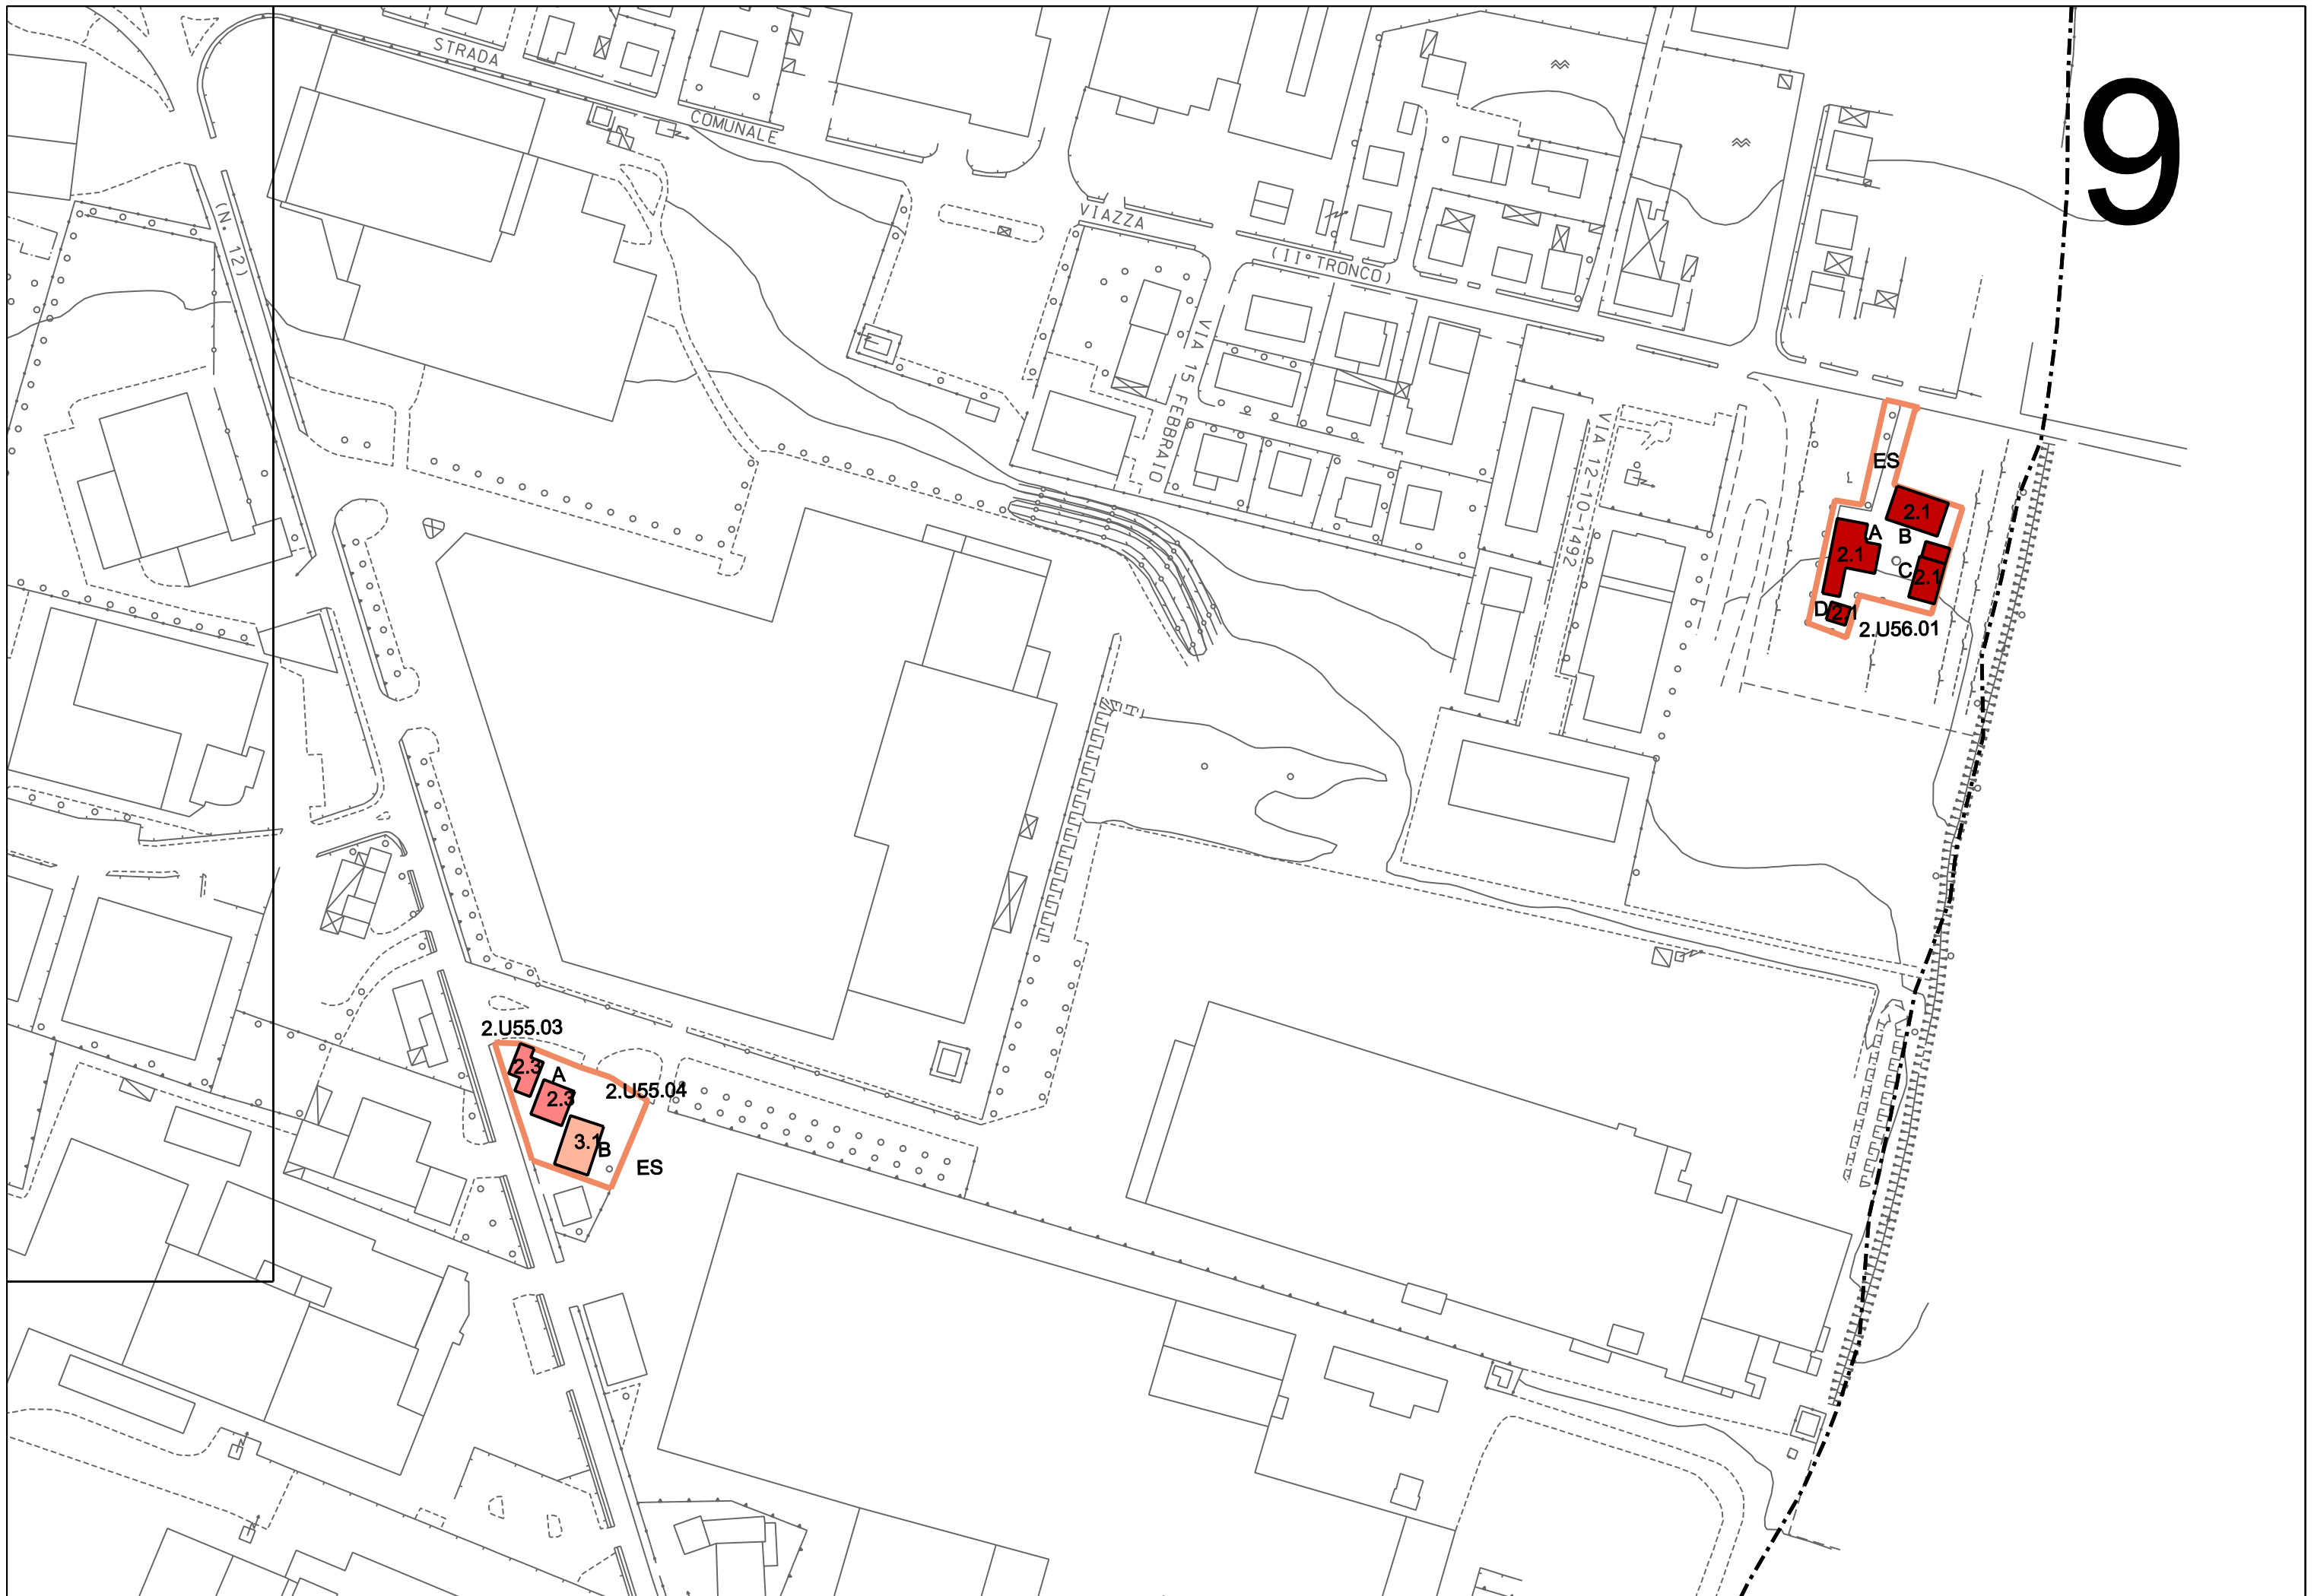 9
STRADA
COMUNALE
(N. 12)
VIAZZA
(II° TRONCO)
VIA 15 FEBBRAIO
VIA 12-10-1492
ES
2.1
A
B
2.1
C
2.1
D
2.1
2.U56.01
2.U55.03
2.3
A
2.U55.04
2.3
3.1
B
ES